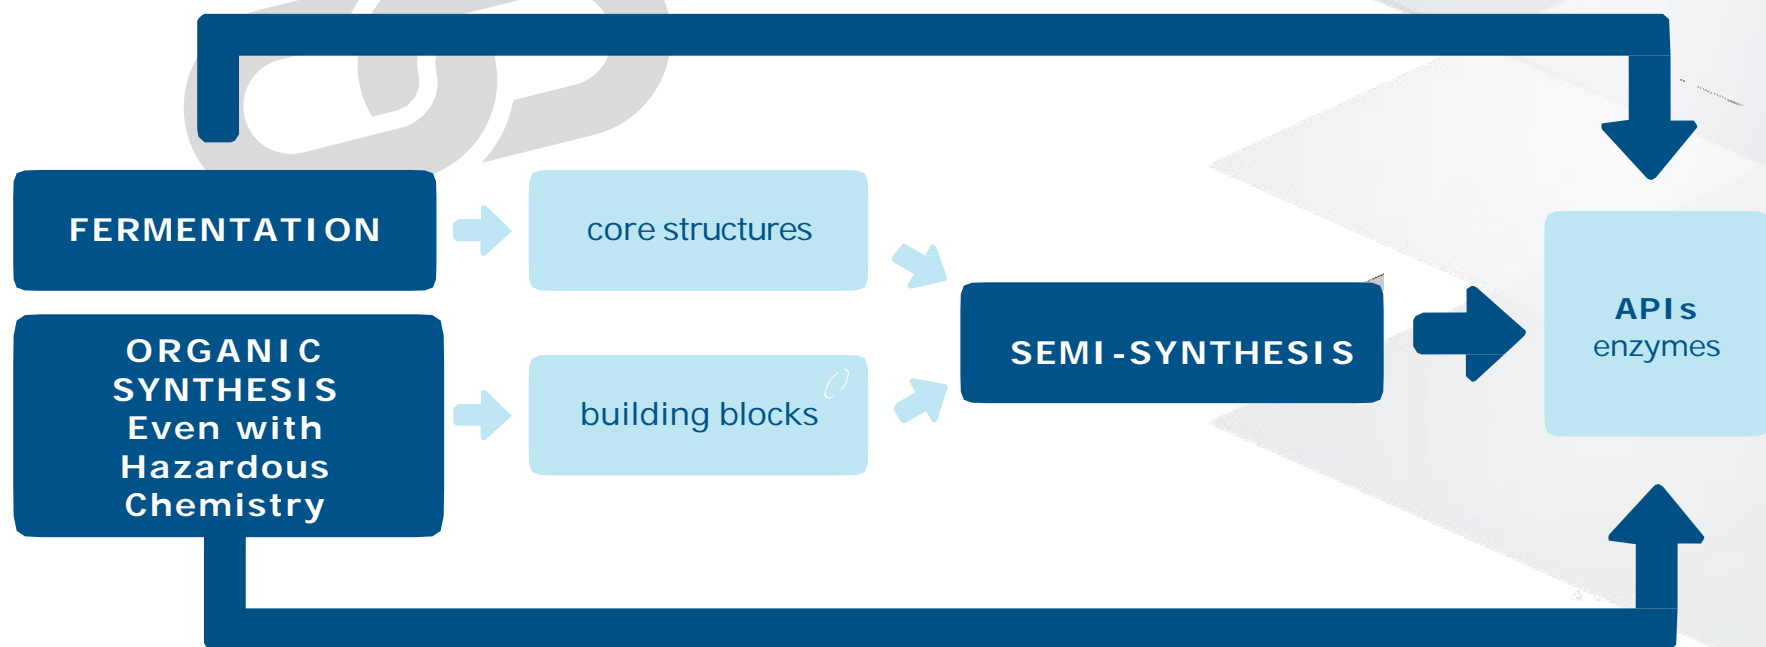 FERMENTATION
core structures
ORGANIC
SYNTHESIS
Even with
Hazardous
Chemistry
building blocks
SEMI-SYNTHESIS
APIs
enzymes